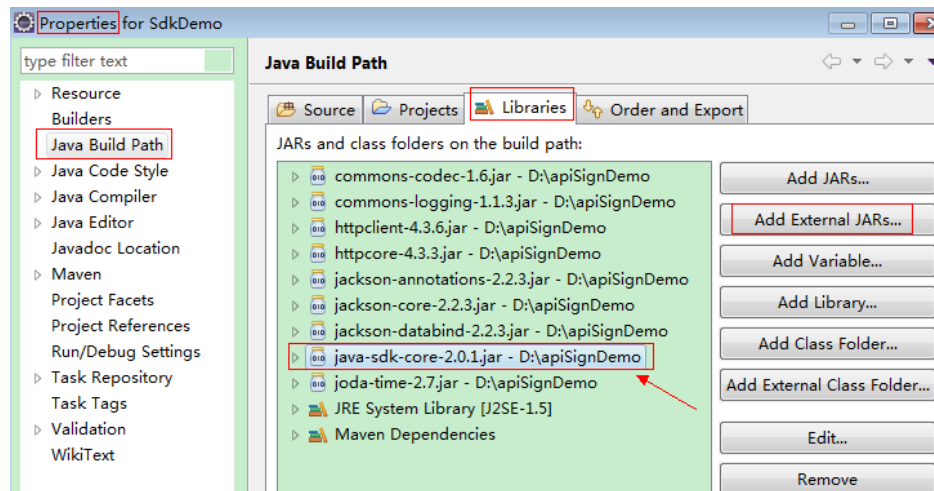 Properties for SdkDemo
type filter text
Resource
Builders
Java Build Path
Java Code Style
Java Compiler
Java Editor
Javadoc Location
Maven
Project Facets
Project References
Run/Debug Settings
Task Repository
Task Tags
Validation
WikiText
Java Build Path
Source Projects Libraries Order and Export
JARs and class folders on the build path:
commons-codec-1.6.jar - D:\apiSignDemo
commons-logging-1.1.3.jar - D:\apiSignDemo
httpclient-4.3.6.jar - D:\apiSignDemo
httpcore-4.3.3.jar - D:\apiSignDemo
jackson-annotations-2.2.3.jar - D:\apiSignDemo
jackson-core-2.2.3.jar - D:\apiSignDemo
jackson-databind-2.2.3.jar - D:\apiSignDemo
java-sdk-core-2.0.1.jar - D:\apiSignDemo
joda-time-2.7.jar - D:\apiSignDemo
JRE System Library [J2SE-1.5]
Maven Dependencies
Add JARs...
Add External JARs...
Add Variable...
Add Library...
Add Class Folder...
Add External Class Folder...
Edit...
Remove